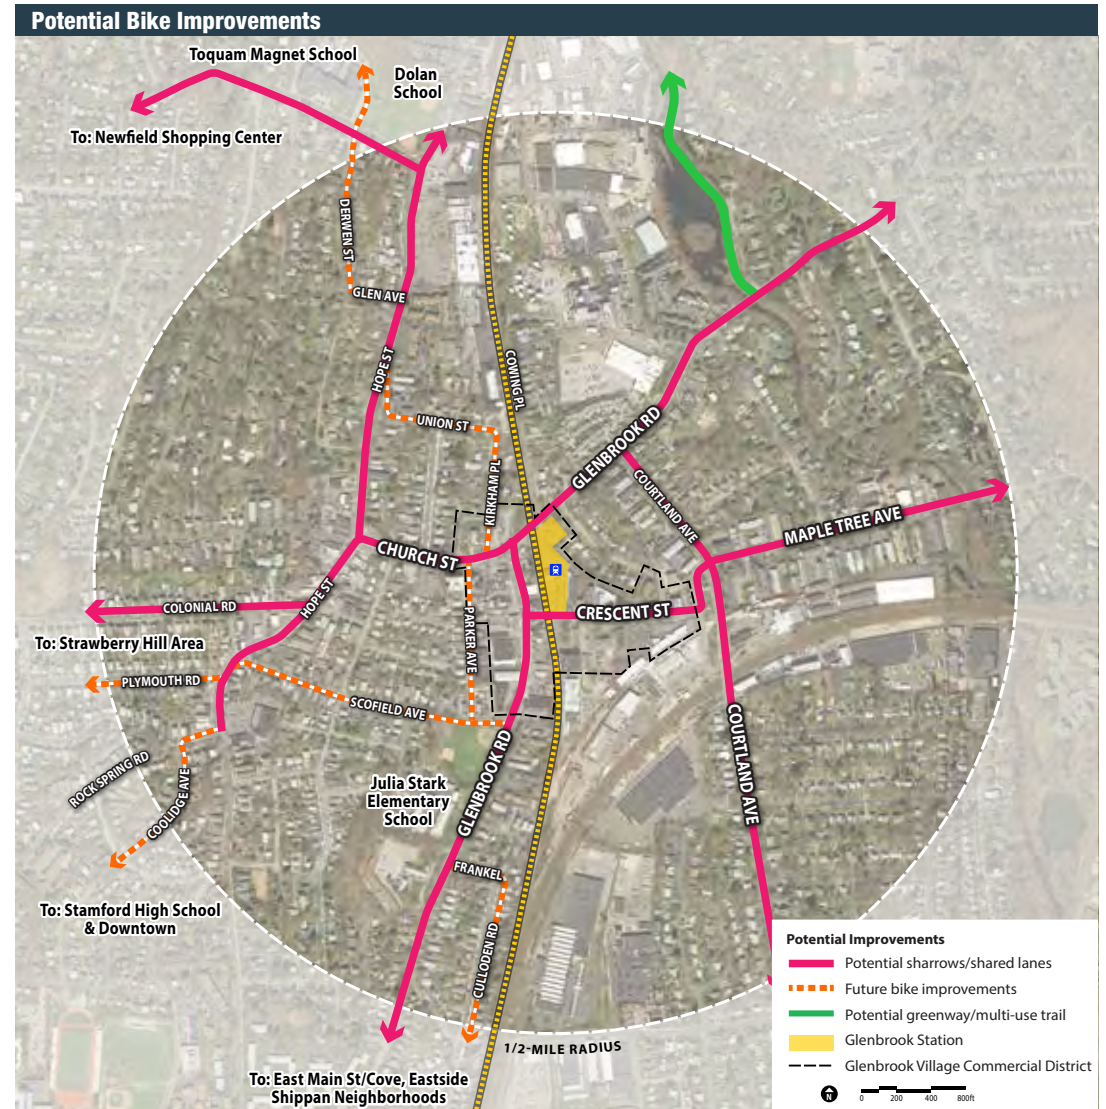 Potential Bike Improvements
Toquam Magnet School
Dolan
School
To: Newfield Shopping Center
DERWEN ST
GLEN AVE
HOPE ST
COWING PL
UNION ST
KIRKHAM PL
GLENBROOK RD
COURTLAND AVE
MAPLE TREE AVE
CHURCH ST
HOPE ST
COLONIAL RD
CRESCENT ST
PARKER AVE
To: Strawberry Hill Area
PLYMOUTH RD
SCOFIELD AVE
COURTLAND AVE
GLENBROOK RD
ROCK SPRING RD
COOLIDGE AVE
Julia Stark
Elementary
School
FRANKEL
CULLODEN RD
To: Stamford High School
& Downtown
1/2-MILE RADIUS
To: East Main St/Cove, Eastside
Shippan Neighborhoods
Potential Improvements
Potential sharrows/shared lanes
Future bike improvements
Potential greenway/multi-use trail
Glenbrook Station
Glenbrook Village Commercial District
N
0 200 400 800ft